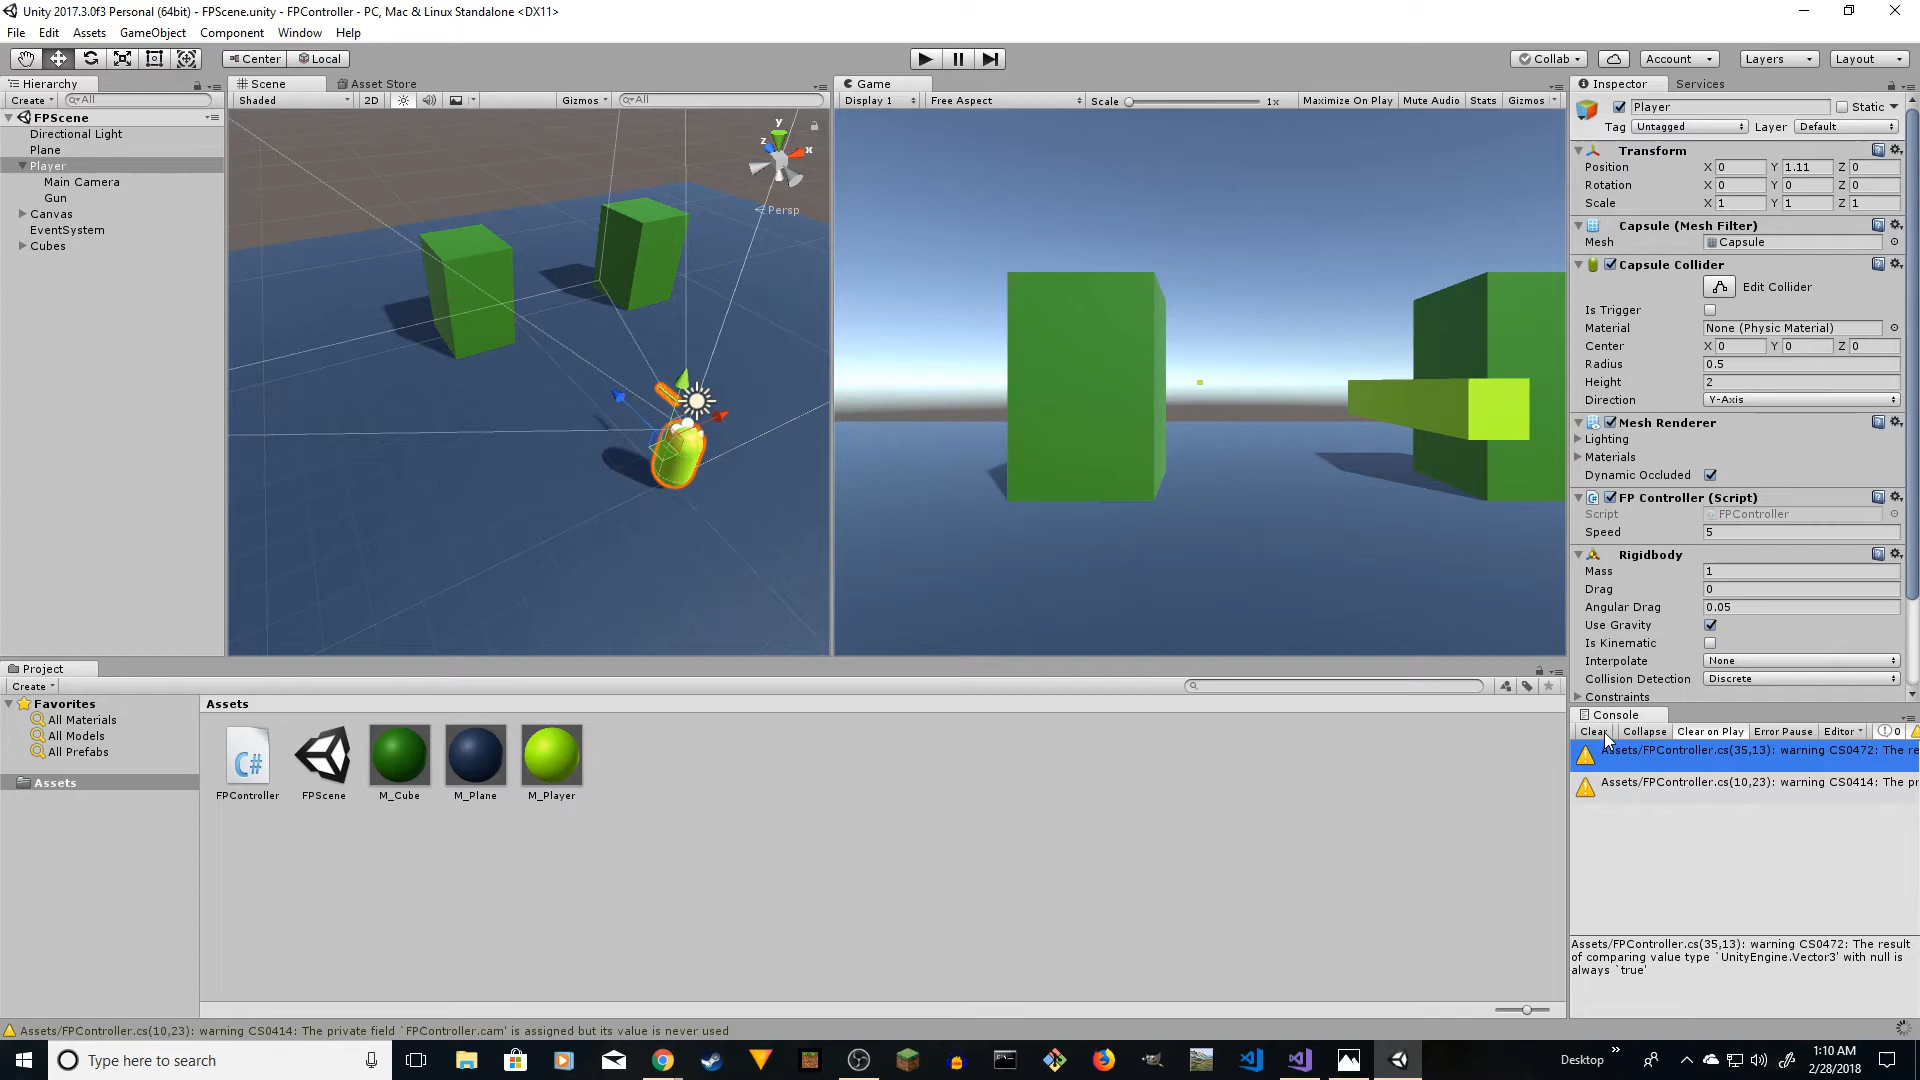 Unity 2017.3.0f3 Personal (64bit) - FPScene.unity - FPController - PC, Mac & Linux Standalone <DX11>
File Edit Assets GameObject Component Window Help
Center Local
Collab Account Layers Layout
Hierarchy
Create All
FPScene
Directional Light
Plane
Player
Main Camera
Gun
Canvas
EventSystem
Cubes
Scene Asset Store
Shaded 2D Gizmos All
y
z
x
Persp
Game
Display 1 Free Aspect Scale 1x Maximize On Play Mute Audio Stats Gizmos
Inspector Services
Player Static
Tag Untagged Layer Default
Transform
Position X 0 Y 1.11 Z 0
Rotation X 0 Y 0 Z 0
Scale X 1 Y 1 Z 1
Capsule (Mesh Filter)
Mesh Capsule
Capsule Collider
Edit Collider
Is Trigger
Material None (Physic Material)
Center X 0 Y 0 Z 0
Radius 0.5
Height 2
Direction Y-Axis
Mesh Renderer
Lighting
Materials
Dynamic Occluded
FP Controller (Script)
Script FPController
Speed 5
Rigidbody
Mass 1
Drag 0
Angular Drag 0.05
Use Gravity
Is Kinematic
Interpolate None
Collision Detection Discrete
Constraints
Project
Create
Favorites
All Materials
All Models
All Prefabs
Assets
Assets
C#
FPController FPScene M_Cube M_Plane M_Player
Console
Clear Collapse Clear on Play Error Pause Editor 0
Assets/FPController.cs(35,13): warning CS0472: The re
Assets/FPController.cs(10,23): warning CS0414: The pr
Assets/FPController.cs(35,13): warning CS0472: The result
of comparing value type `UnityEngine.Vector3' with null is
always `true'
Assets/FPController.cs(10,23): warning CS0414: The private field `FPController.cam' is assigned but its value is never used
Type here to search
Desktop
1:10 AM
2/28/2018